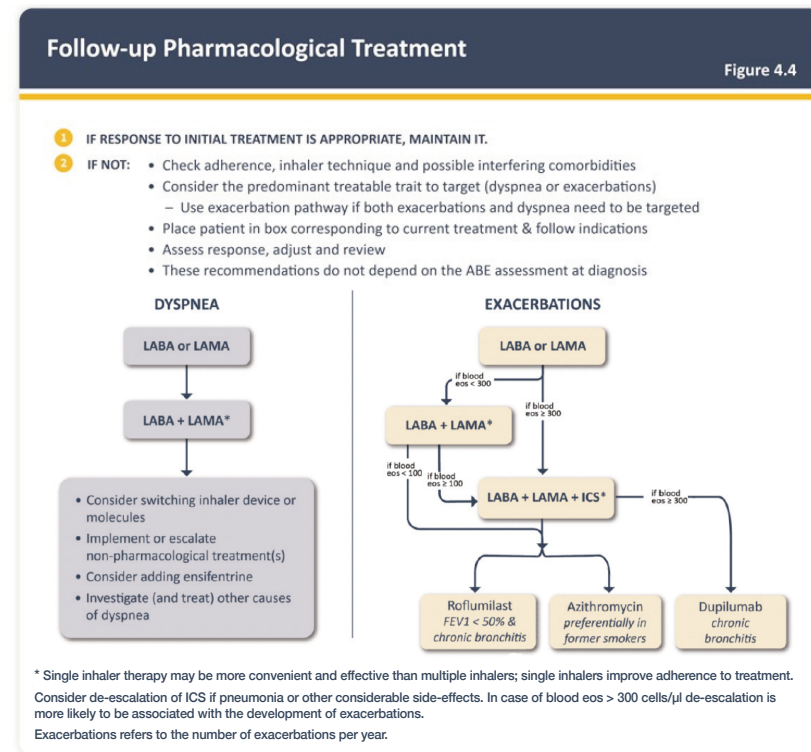 Follow-up Pharmacological Treatment
Figure 4.4
1 IF RESPONSE TO INITIAL TREATMENT IS APPROPRIATE, MAINTAIN IT.
2 IF NOT: • Check adherence, inhaler technique and possible interfering comorbidities
• Consider the predominant treatable trait to target (dyspnea or exacerbations)
– Use exacerbation pathway if both exacerbations and dyspnea need to be targeted
• Place patient in box corresponding to current treatment & follow indications
• Assess response, adjust and review
• These recommendations do not depend on the ABE assessment at diagnosis
DYSPNEA
LABA or LAMA
LABA + LAMA*
• Consider switching inhaler device or
molecules
• Implement or escalate
non-pharmacological treatment(s)
• Consider adding ensifentrine
• Investigate (and treat) other causes
of dyspnea
EXACERBATIONS
LABA or LAMA
if blood
eos < 300
if blood
eos ≥ 300
LABA + LAMA*
if blood
eos < 100
if blood
eos ≥ 100
LABA + LAMA + ICS*
if blood
eos ≥ 300
Roflumilast
FEV1 < 50% &
chronic bronchitis
Azithromycin
preferentially in
former smokers
Dupilumab
chronic
bronchitis
* Single inhaler therapy may be more convenient and effective than multiple inhalers; single inhalers improve adherence to treatment.
Consider de-escalation of ICS if pneumonia or other considerable side-effects. In case of blood eos > 300 cells/µl de-escalation is
more likely to be associated with the development of exacerbations.
Exacerbations refers to the number of exacerbations per year.